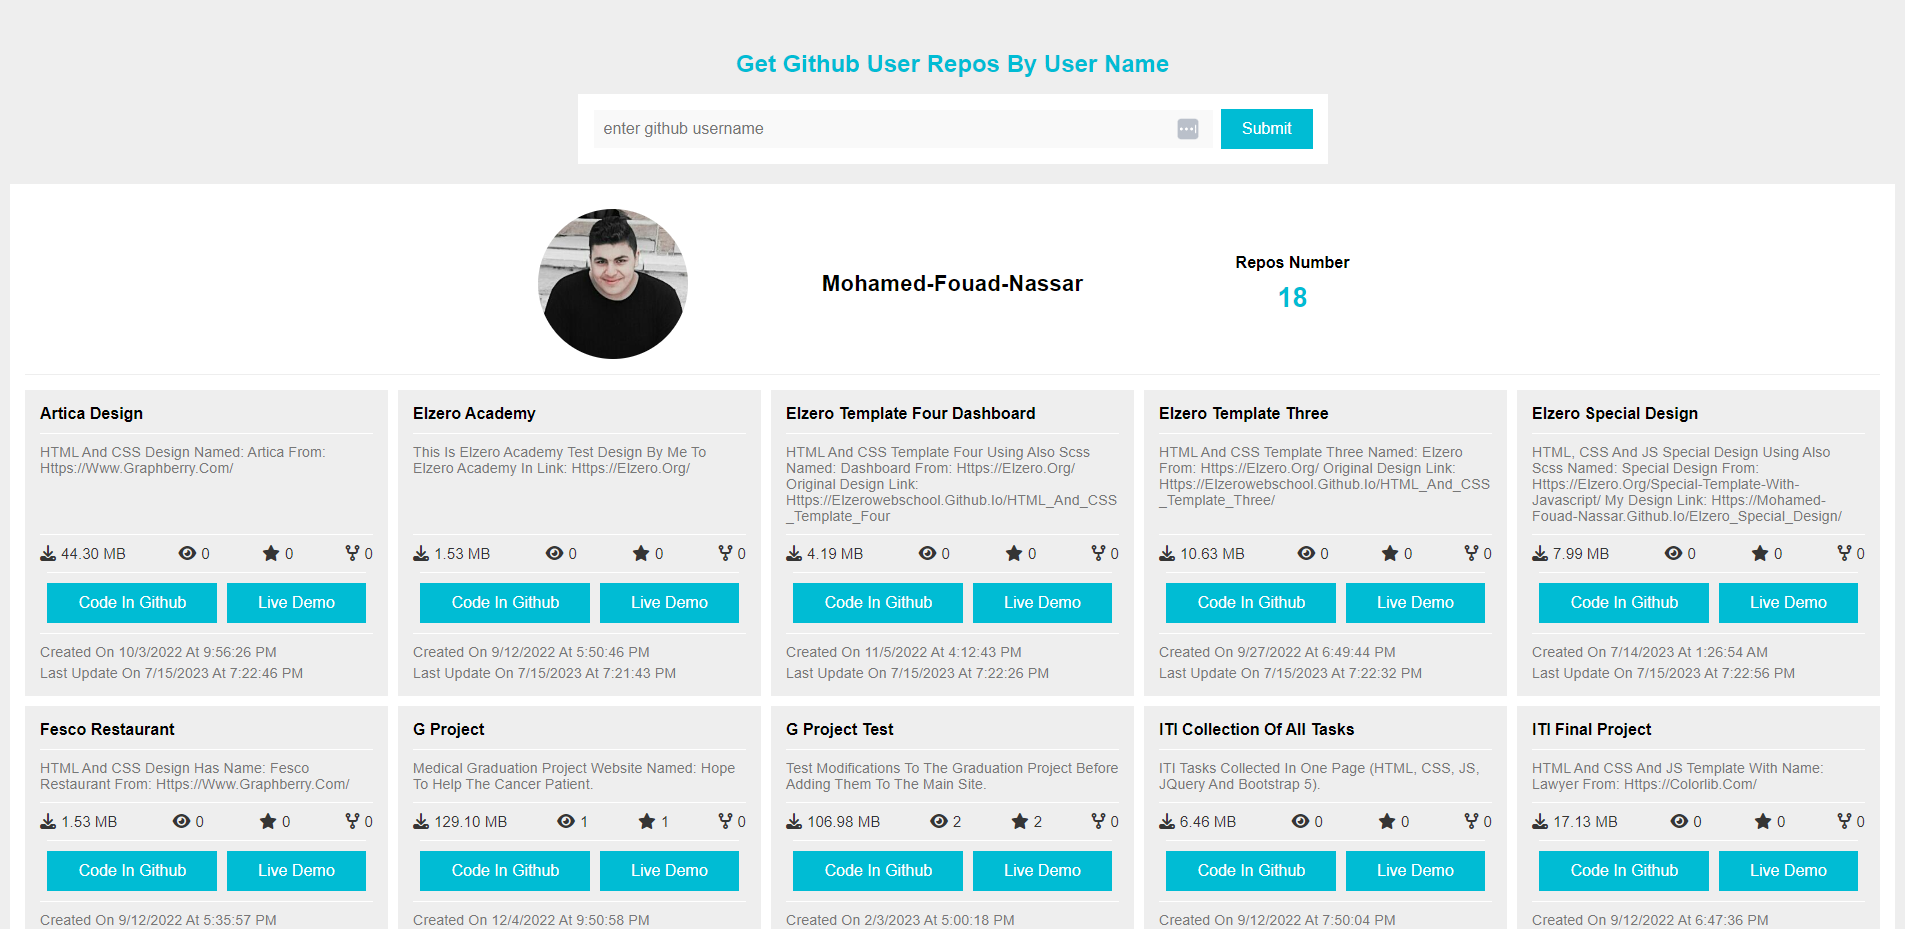 Get Github User Repos By User Name
enter github username
Submit
Mohamed-Fouad-Nassar
Repos Number
18
Artica Design
HTML And CSS Design Named: Artica From:
Https://Www.Graphberry.Com/
44.30 MB 0 0 0
Code In Github Live Demo
Created On 10/3/2022 At 9:56:26 PM
Last Update On 7/15/2023 At 7:22:46 PM
Elzero Academy
This Is Elzero Academy Test Design By Me To
Elzero Academy In Link: Https://Elzero.Org/
1.53 MB 0 0 0
Code In Github Live Demo
Created On 9/12/2022 At 5:50:46 PM
Last Update On 7/15/2023 At 7:21:43 PM
Elzero Template Four Dashboard
HTML And CSS Template Four Using Also Scss
Named: Dashboard From: Https://Elzero.Org/
Original Design Link:
Https://Elzerowebschool.Github.Io/HTML_And_CSS
_Template_Four
4.19 MB 0 0 0
Code In Github Live Demo
Created On 11/5/2022 At 4:12:43 PM
Last Update On 7/15/2023 At 7:22:26 PM
Elzero Template Three
HTML And CSS Template Three Named: Elzero
From: Https://Elzero.Org/ Original Design Link:
Https://Elzerowebschool.Github.Io/HTML_And_CSS
_Template_Three/
10.63 MB 0 0 0
Code In Github Live Demo
Created On 9/27/2022 At 6:49:44 PM
Last Update On 7/15/2023 At 7:22:32 PM
Elzero Special Design
HTML, CSS And JS Special Design Using Also
Scss Named: Special Design From:
Https://Elzero.Org/Special-Template-With-
Javascript/ My Design Link: Https://Mohamed-
Fouad-Nassar.Github.Io/Elzero_Special_Design/
7.99 MB 0 0 0
Code In Github Live Demo
Created On 7/14/2023 At 1:26:54 AM
Last Update On 7/15/2023 At 7:22:56 PM
Fesco Restaurant
HTML And CSS Design Has Name: Fesco
Restaurant From: Https://Www.Graphberry.Com/
1.53 MB 0 0 0
Code In Github Live Demo
Created On 9/12/2022 At 5:35:57 PM
G Project
Medical Graduation Project Website Named: Hope
To Help The Cancer Patient.
129.10 MB 1 1 0
Code In Github Live Demo
Created On 12/4/2022 At 9:50:58 PM
G Project Test
Test Modifications To The Graduation Project Before
Adding Them To The Main Site.
106.98 MB 2 2 0
Code In Github Live Demo
Created On 2/3/2023 At 5:00:18 PM
ITI Collection Of All Tasks
ITI Tasks Collected In One Page (HTML, CSS, JS,
JQuery And Bootstrap 5).
6.46 MB 0 0 0
Code In Github Live Demo
Created On 9/12/2022 At 7:50:04 PM
ITI Final Project
HTML And CSS And JS Template With Name:
Lawyer From: Https://Colorlib.Com/
17.13 MB 0 0 0
Code In Github Live Demo
Created On 9/12/2022 At 6:47:36 PM